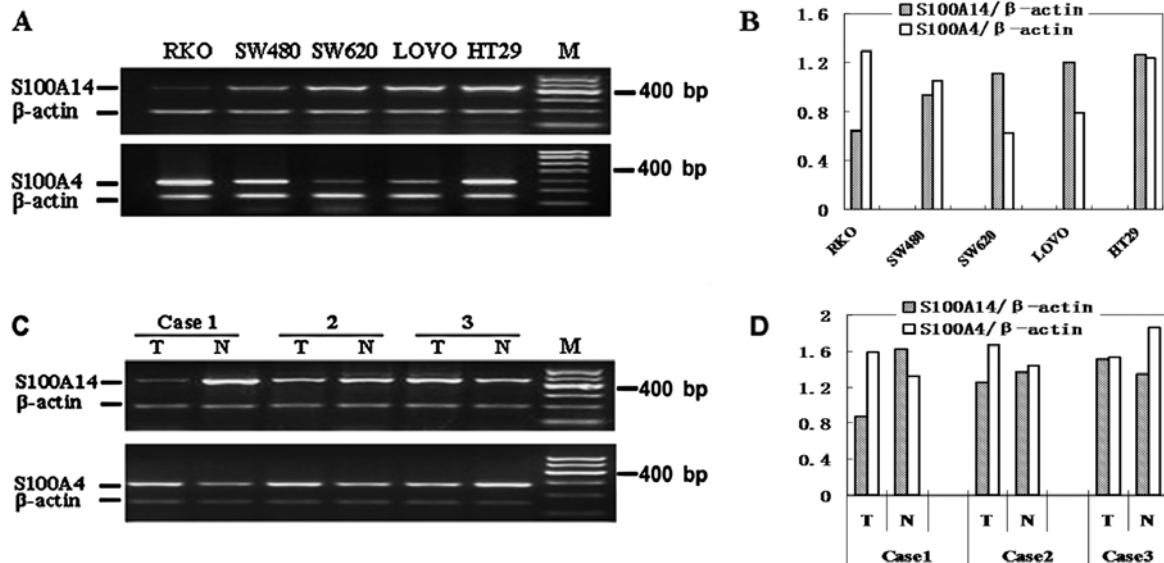 A
RKO SW480 SW620 LOVO HT29 M
S100A14
β-actin
400 bp
S100A4
β-actin
400 bp
B
S100A14/β-actin
S100A4/β-actin
1.6
1.2
0.8
0.4
0
RKO
SW480
SW620
LOVO
HT29
C
Case 1 2 3
T N T N T N M
S100A14
β-actin
400 bp
S100A4
β-actin
400 bp
D
S100A14/β-actin
S100A4/β-actin
2
1.6
1.2
0.8
0.4
0
T N T N T N
Case1 Case2 Case3